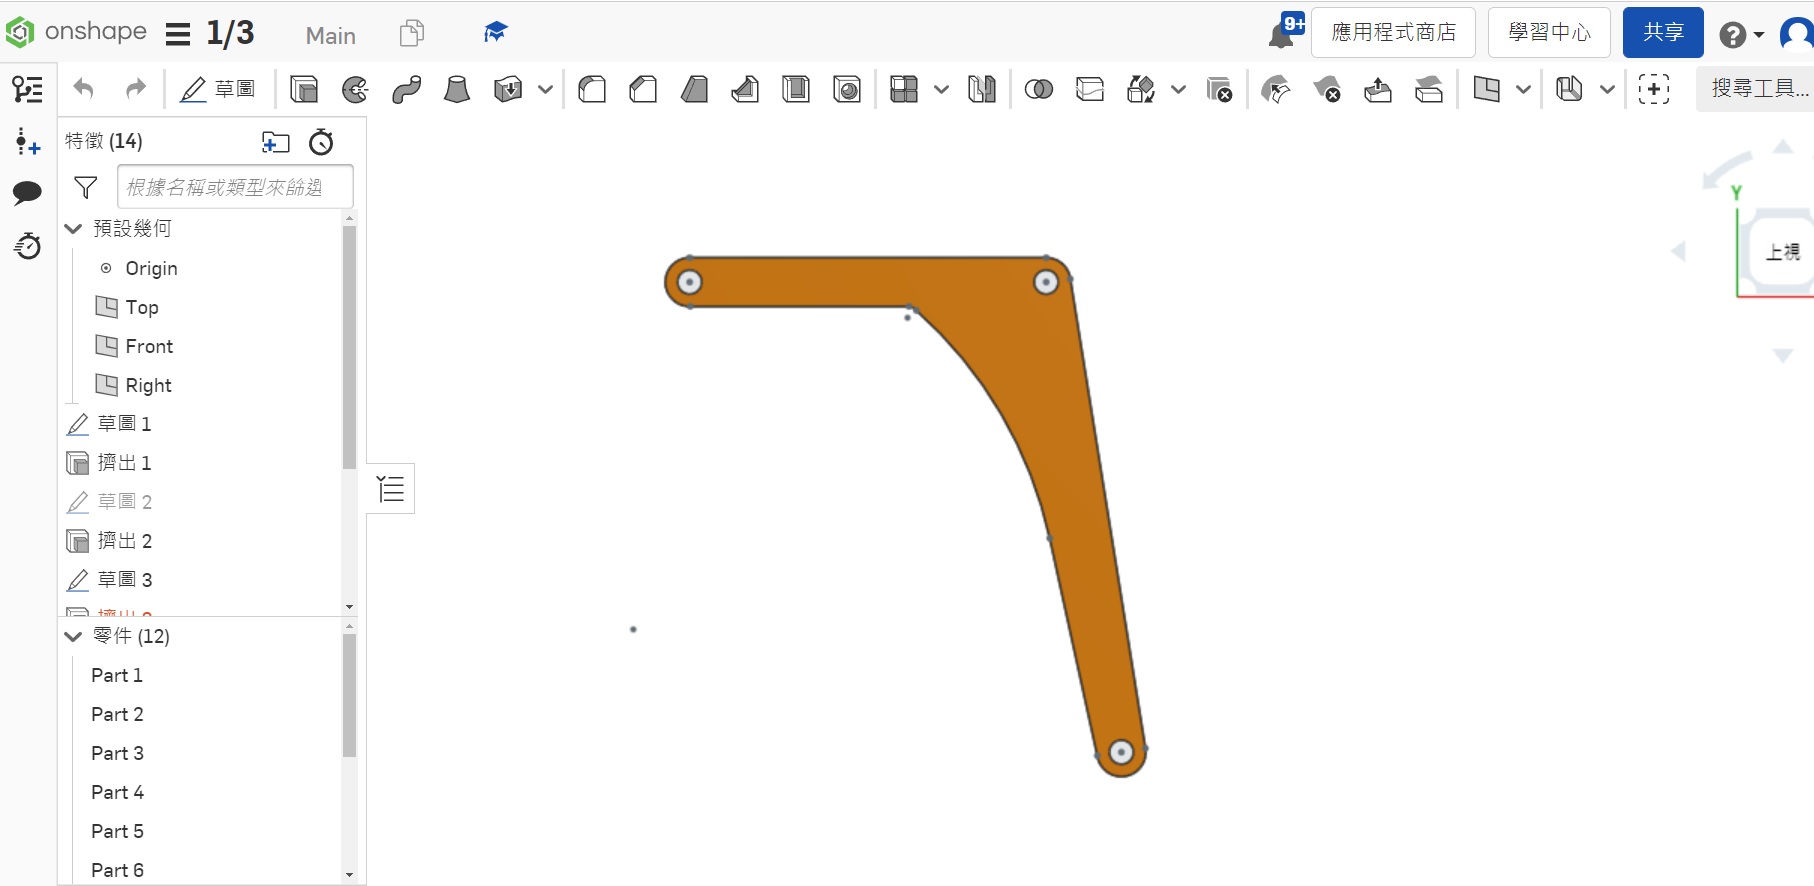 onshape 1/3 Main 9+ 應用程式商店 學習中心 共享
草圖 搜尋工具...
特徵 (14)
根據名稱或類型來篩選
預設幾何
Origin
Top
Front
Right
草圖 1
擠出 1
草圖 2
擠出 2
草圖 3
零件 (12)
Part 1
Part 2
Part 3
Part 4
Part 5
Part 6
Y
上視